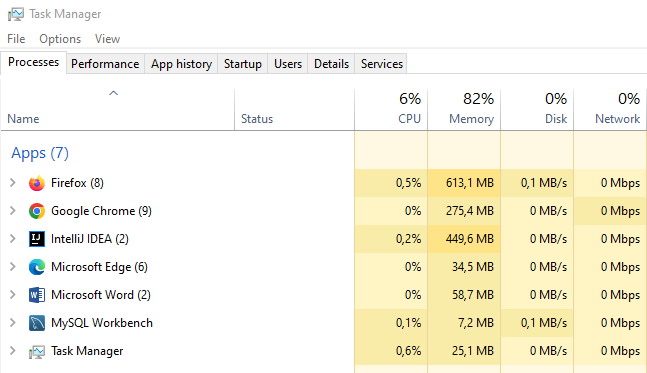 Task Manager
File Options View
Processes Performance App history Startup Users Details Services
6% 82% 0% 0%
Name Status CPU Memory Disk Network
Apps (7)
Firefox (8) 0,5% 613,1 MB 0,1 MB/s 0 Mbps
Google Chrome (9) 0% 275,4 MB 0 MB/s 0 Mbps
IntelliJ IDEA (2) 0,2% 449,6 MB 0 MB/s 0 Mbps
Microsoft Edge (6) 0% 34,5 MB 0 MB/s 0 Mbps
Microsoft Word (2) 0% 58,7 MB 0 MB/s 0 Mbps
MySQL Workbench 0,1% 7,2 MB 0,1 MB/s 0 Mbps
Task Manager 0,6% 25,1 MB 0 MB/s 0 Mbps